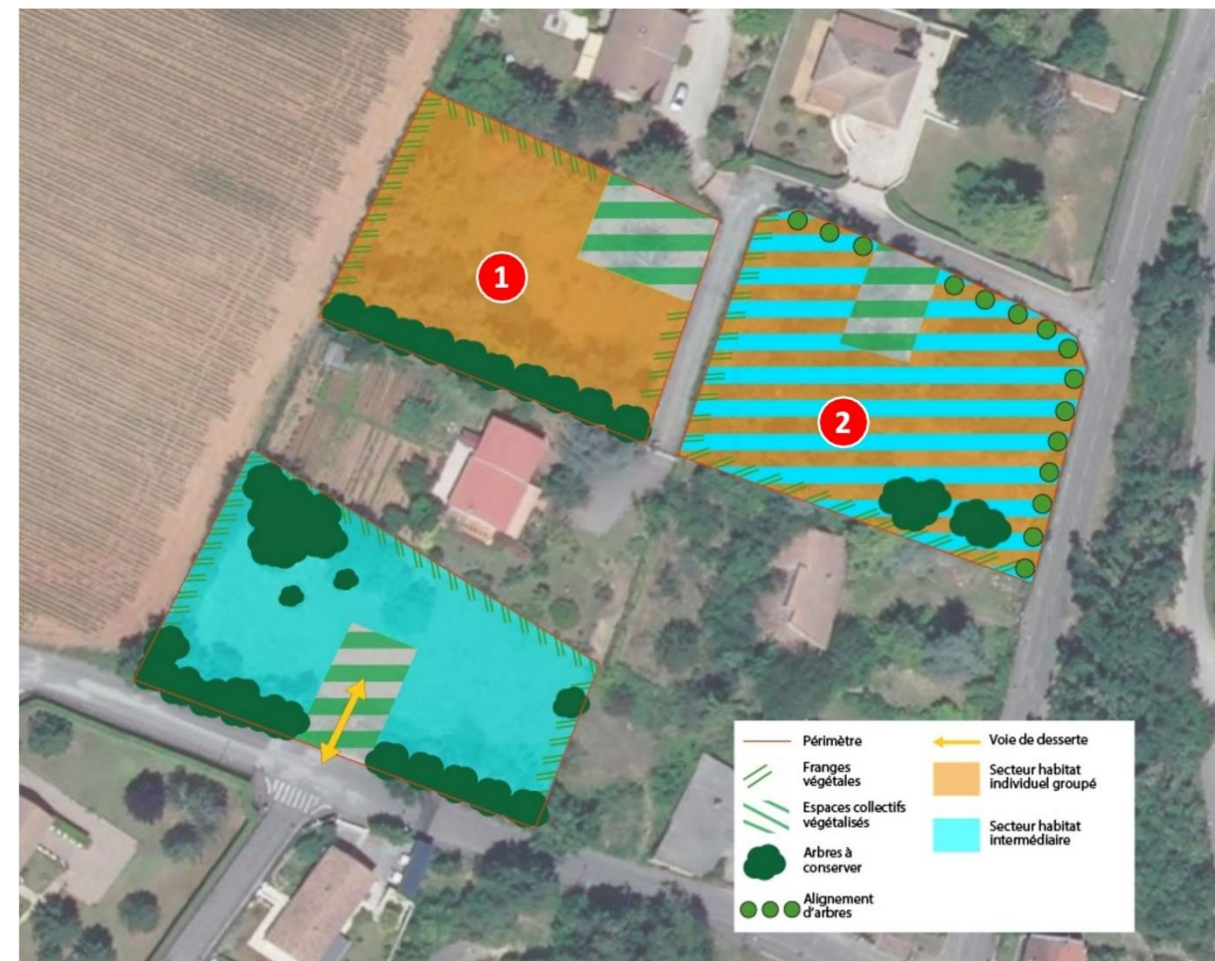 1
2
Périmètre
Franges
végétales
Espaces collectifs
végétalisés
Arbres à
conserver
Alignement
d'arbres
Voie de desserte
Secteur habitat
individuel groupé
Secteur habitat
intermédiaire